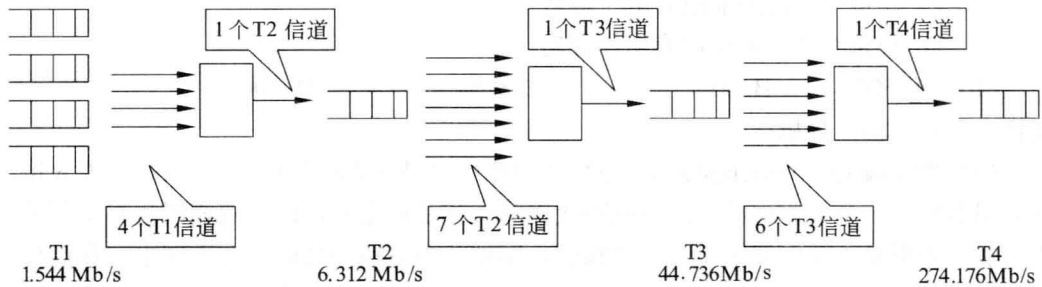 1个T2 信道
1个T3信道
1个T4信道
4个T1信道
7个T2信道
6个T3信道
T1
1.544 Mb/s
T2
6.312 Mb/s
T3
44.736Mb/s
T4
274.176Mb/s